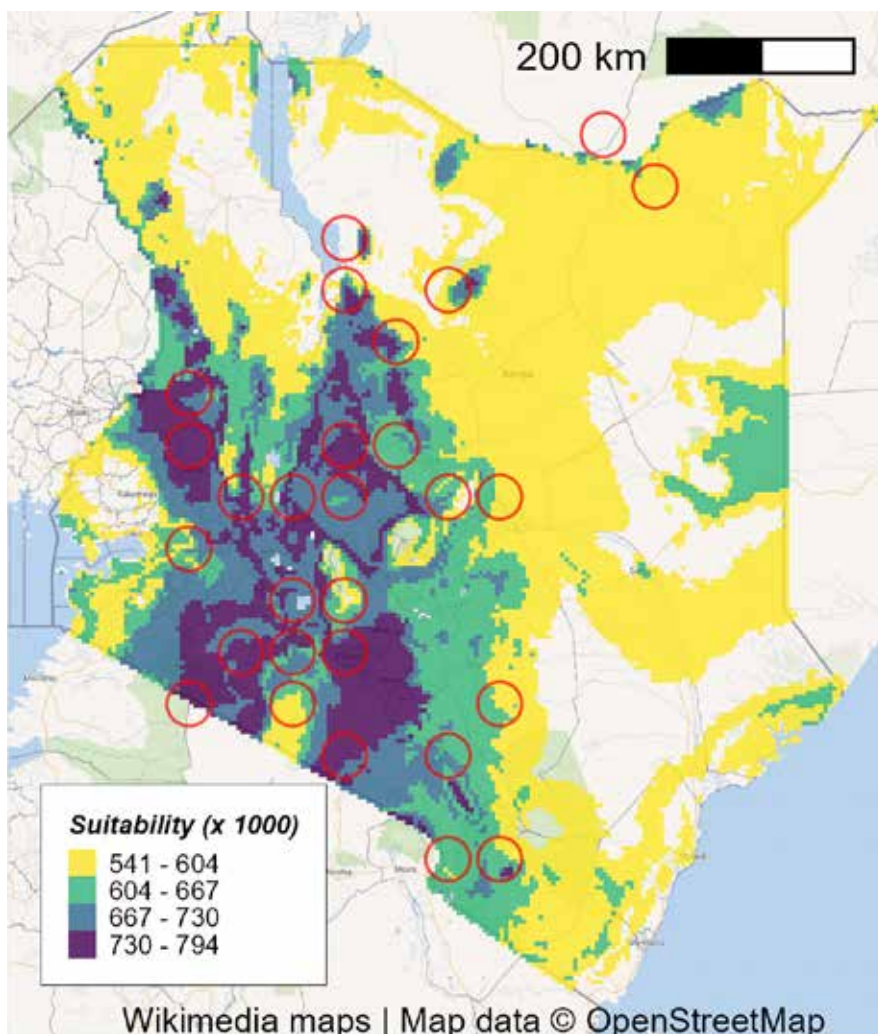 200 km
Suitability (x 1000)
541 - 604
604 - 667
667 - 730
730 - 794
Wikimedia maps | Map data © OpenStreetMap